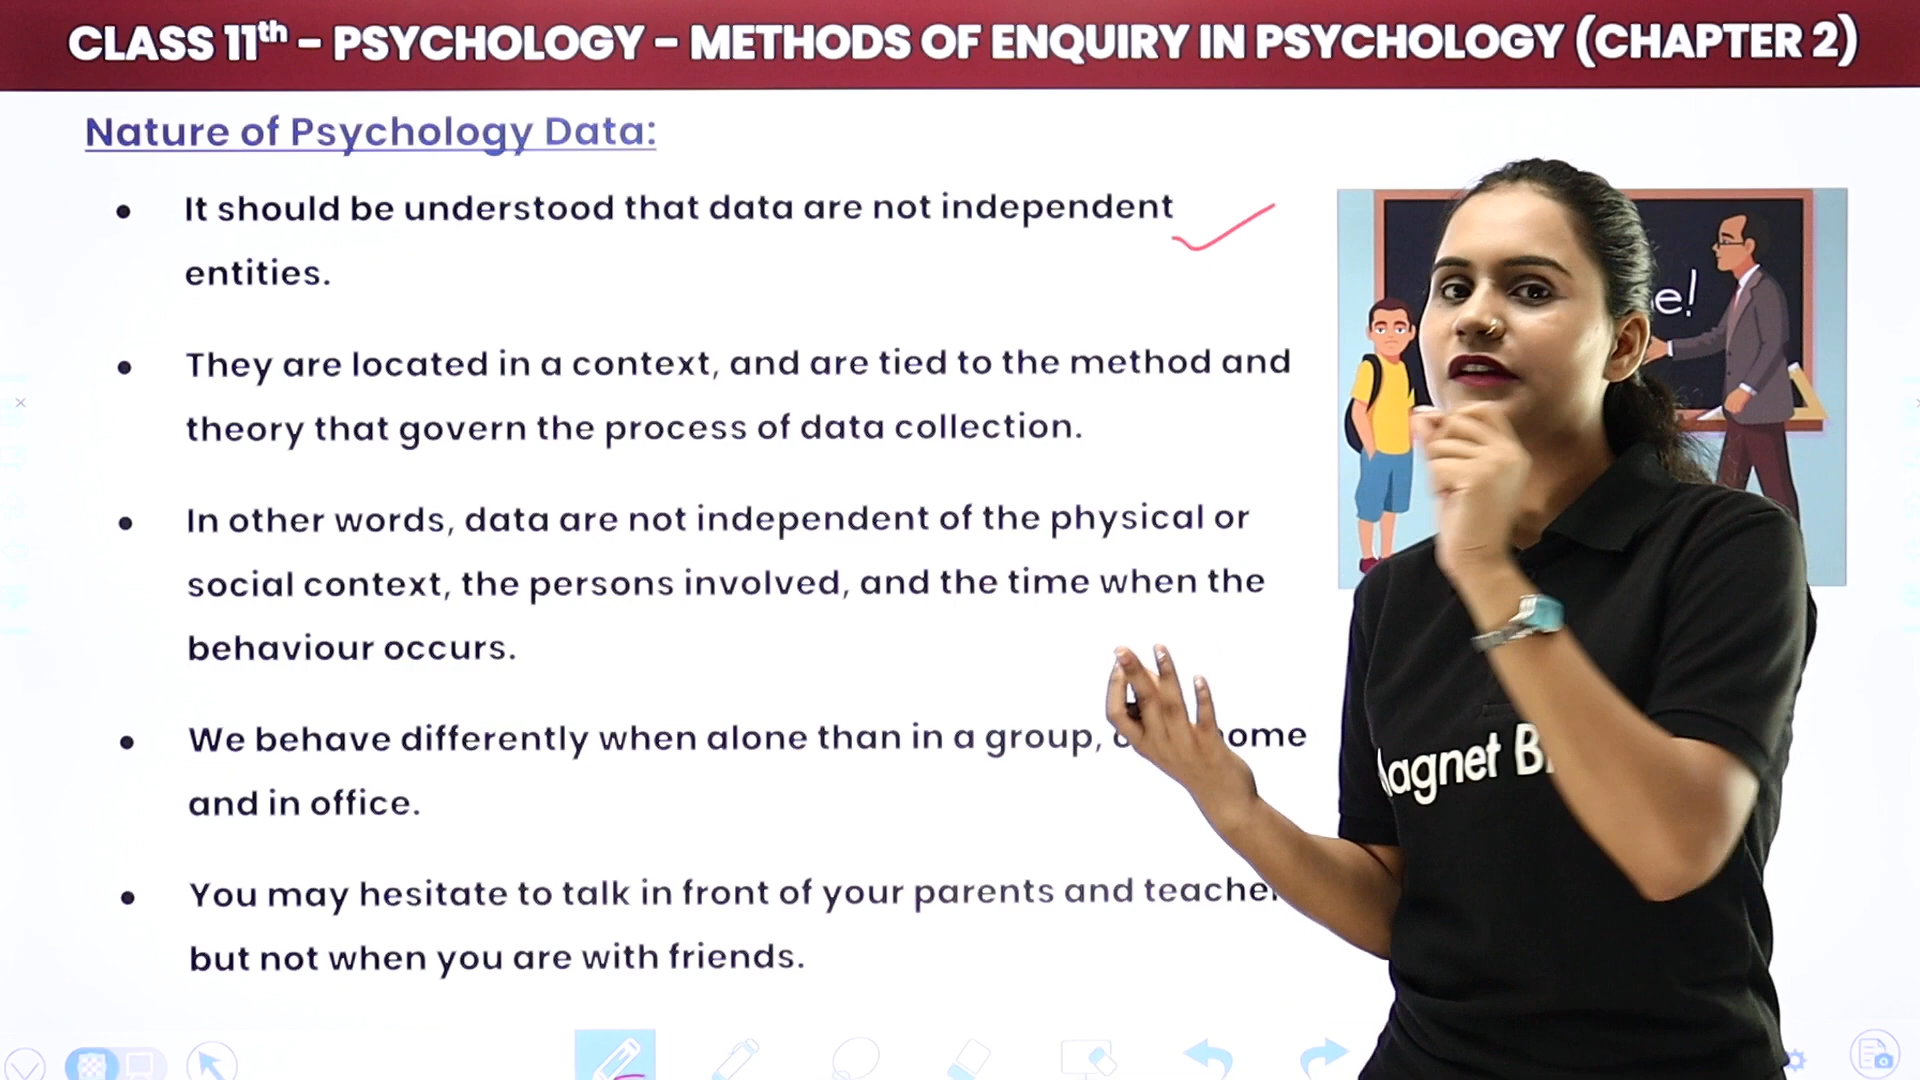 CLASS 11th – PSYCHOLOGY – METHODS OF ENQUIRY IN PSYCHOLOGY (CHAPTER 2)
Nature of Psychology Data:
• It should be understood that data are not independent
entities.
• They are located in a context, and are tied to the method and
theory that govern the process of data collection.
• In other words, data are not independent of the physical or
social context, the persons involved, and the time when the
behaviour occurs.
• We behave differently when alone than in a group,
and in office.
• You may hesitate to talk in front of your parents and
but not when you are with friends.
e!
agnet B